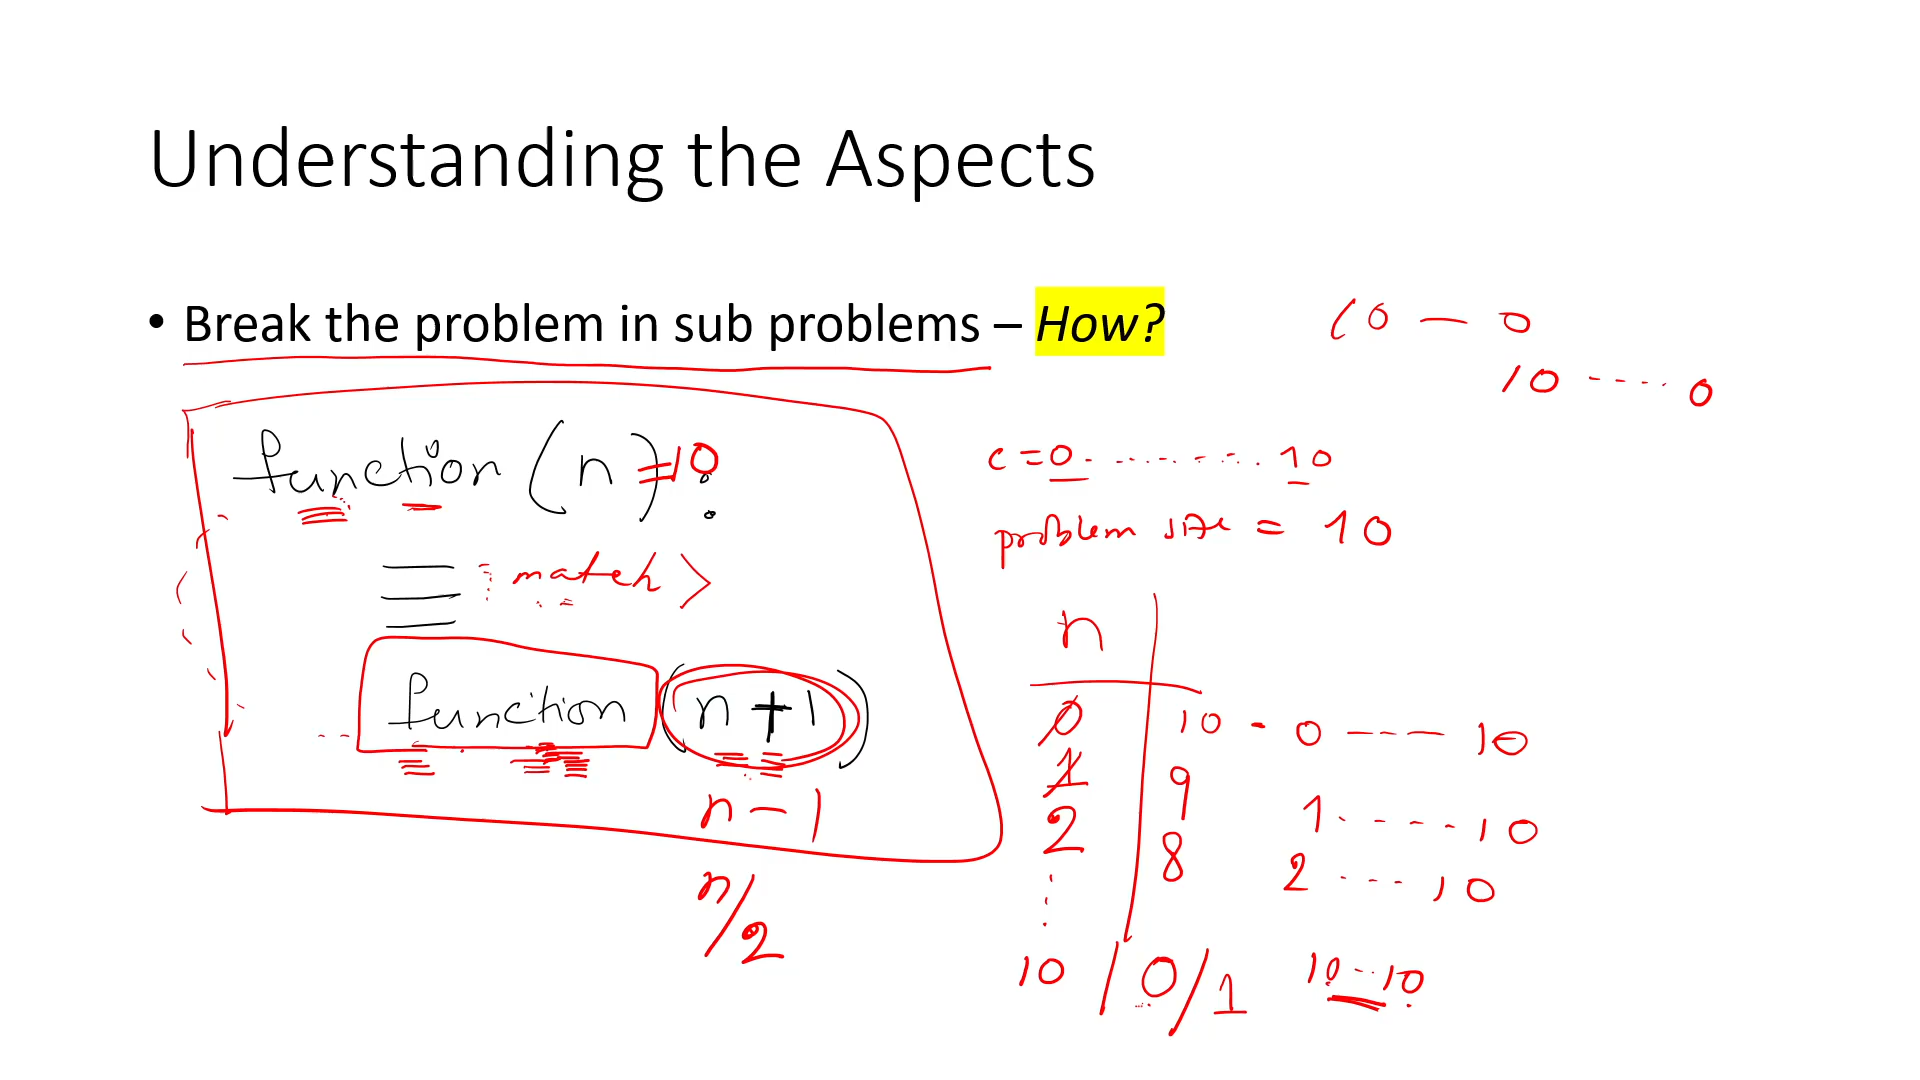 Understanding the Aspects
• Break the problem in sub problems – How?
10 — 0
10 ----- 0
function (n) = 10 :
c = 0 - ........ 10
problem size = 10
match >
function (n + 1)
n - 1
n/2
n
0 10 - 0 ---- 10
1 9 1 ---- 10
2 8 2 --- 10
10 / 0/1 10 -- 10